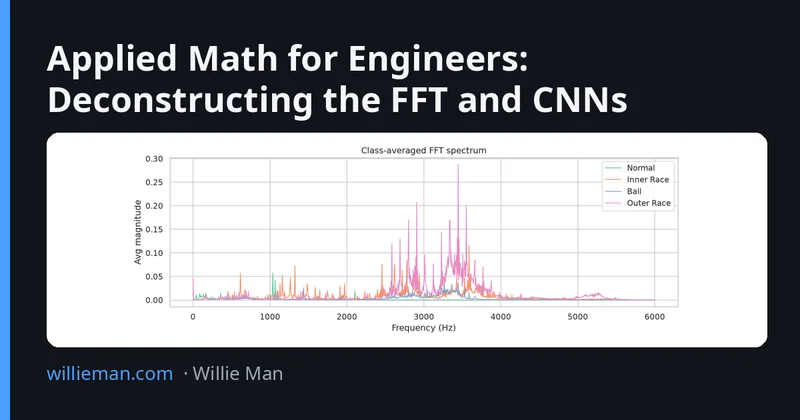 Applied Math for Engineers:
Deconstructing the FFT and CNNs
Class-averaged FFT spectrum
0.30
0.25
0.20
0.15
0.10
0.05
0.00
Avg magnitude
Normal
Inner Race
Ball
Outer Race
0 1000 2000 3000 4000 5000 6000
Frequency (Hz)
willieman.com · Willie Man